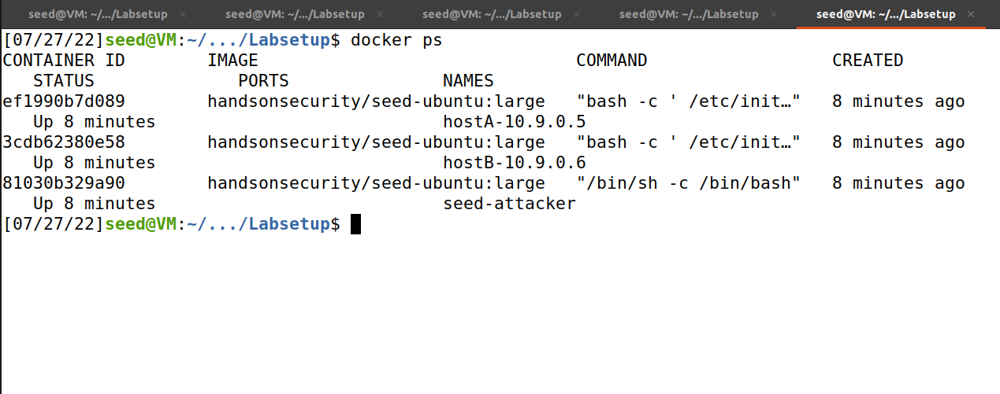 seed@VM: ~/.../Labsetup × seed@VM: ~/.../Labsetup × seed@VM: ~/.../Labsetup × seed@VM: ~/.../Labsetup × seed@VM: ~/.../Labsetup ×
[07/27/22]seed@VM:~/.../Labsetup$ docker ps
CONTAINER ID        IMAGE                               COMMAND                  CREATED
   STATUS              PORTS               NAMES
ef1990b7d089        handsonsecurity/seed-ubuntu:large   "bash -c ' /etc/init…"   8 minutes ago
   Up 8 minutes                            hostA-10.9.0.5
3cdb62380e58        handsonsecurity/seed-ubuntu:large   "bash -c ' /etc/init…"   8 minutes ago
   Up 8 minutes                            hostB-10.9.0.6
81030b329a90        handsonsecurity/seed-ubuntu:large   "/bin/sh -c /bin/bash"   8 minutes ago
   Up 8 minutes                            seed-attacker
[07/27/22]seed@VM:~/.../Labsetup$